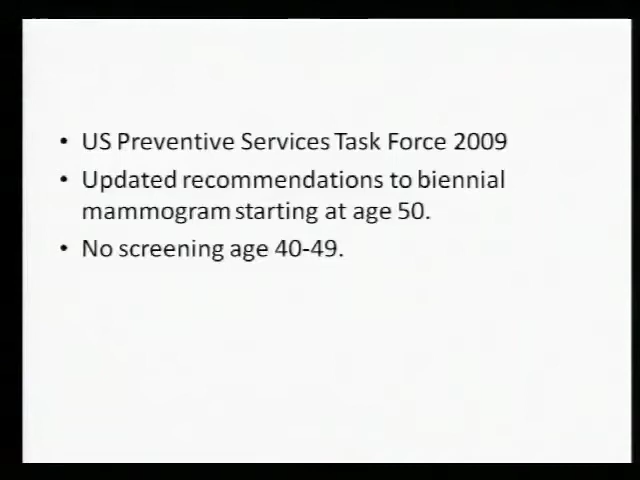 • US Preventive Services Task Force 2009
• Updated recommendations to biennial
mammogram starting at age 50.
• No screening age 40-49.